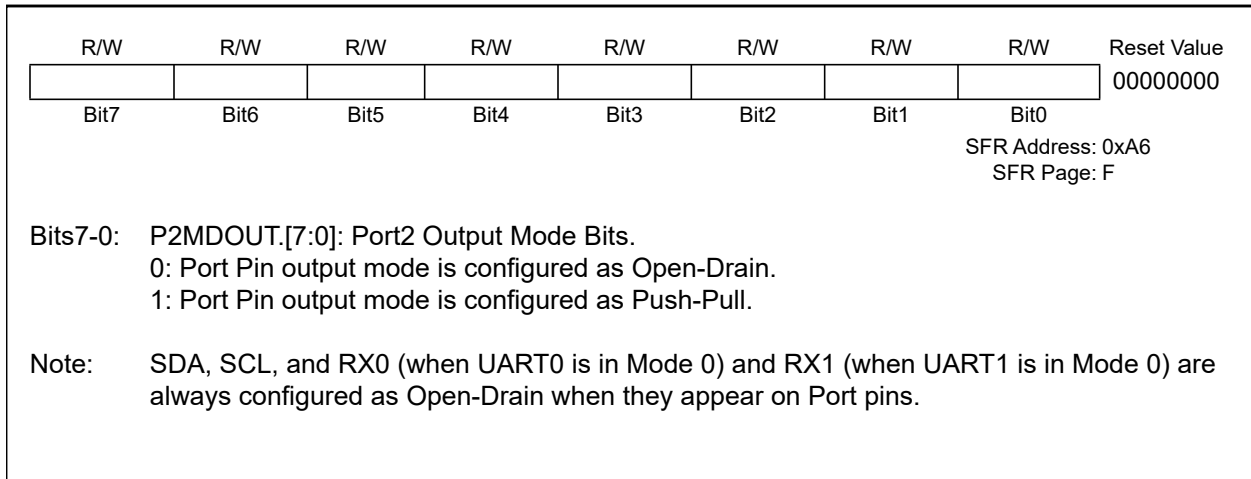 R/W R/W R/W R/W R/W R/W R/W R/W Reset Value
00000000
Bit7 Bit6 Bit5 Bit4 Bit3 Bit2 Bit1 Bit0
SFR Address: 0xA6
SFR Page: F
Bits7-0: P2MDOUT.[7:0]: Port2 Output Mode Bits.
0: Port Pin output mode is configured as Open-Drain.
1: Port Pin output mode is configured as Push-Pull.
Note: SDA, SCL, and RX0 (when UART0 is in Mode 0) and RX1 (when UART1 is in Mode 0) are
always configured as Open-Drain when they appear on Port pins.